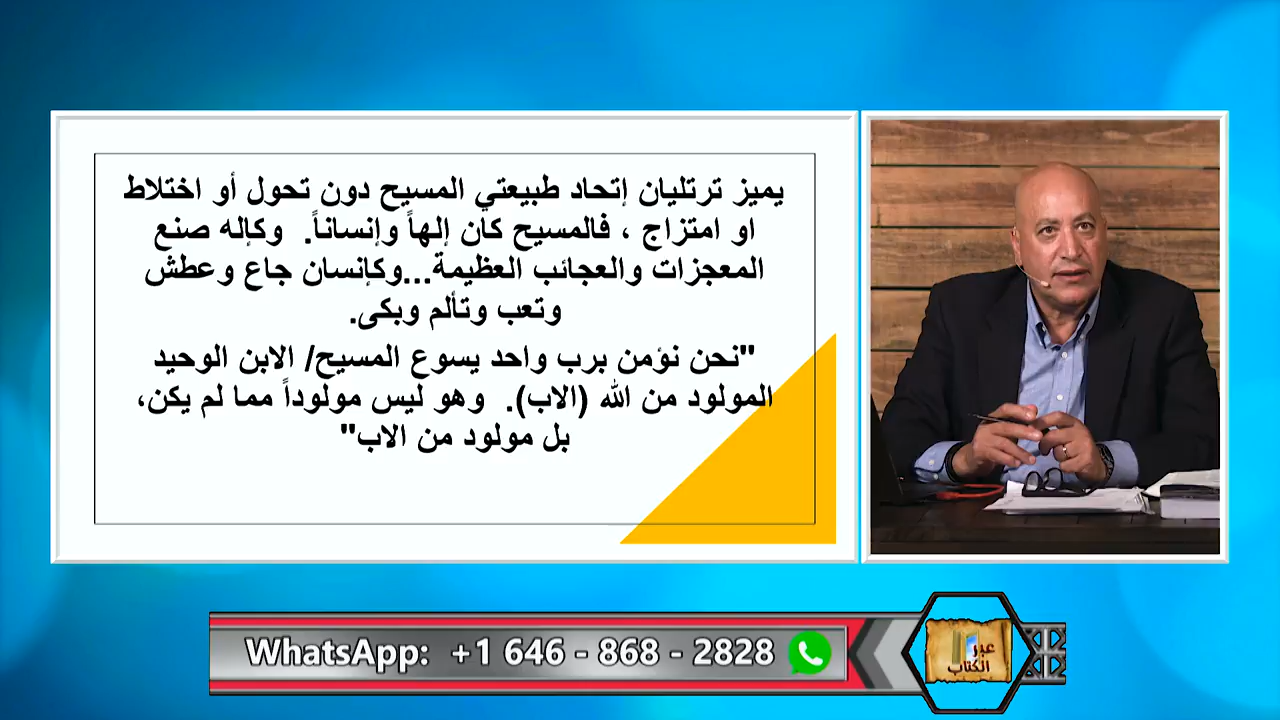 يميز ترتليان إتحاد طبيعتي المسيح دون تحول أو اختلاط
او امتزاج ، فالمسيح كان إلهاً وإنساناً. وكإله صنع
المعجزات والعجائب العظيمة...وكإنسان جاع وعطش
وتعب وتألم وبكى.
"نحن نؤمن برب واحد يسوع المسيح/ الابن الوحيد
المولود من الله (الاب). وهو ليس مولوداً مما لم يكن،
بل مولود من الاب"
WhatsApp: +1 646 - 868 - 2828
عبر
الكتاب